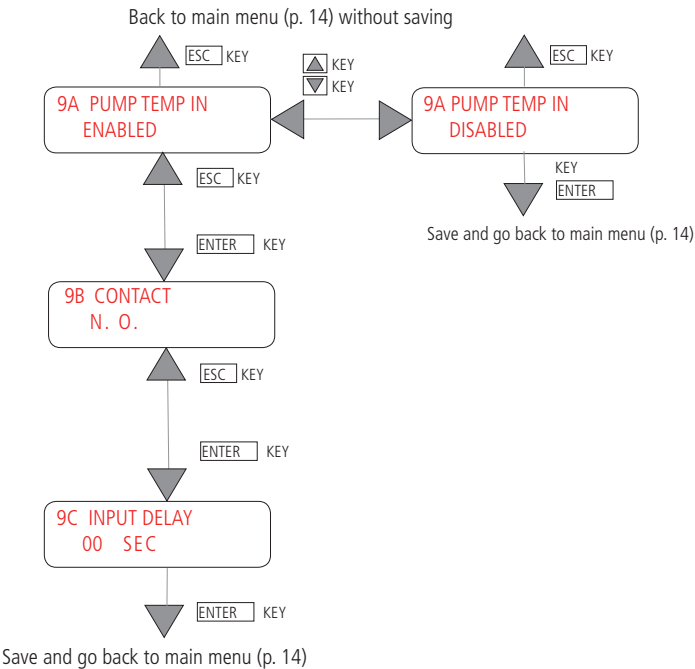 Back to main menu (p. 14) without saving
ESC KEY
KEY
KEY
ESC KEY
9A PUMP TEMP IN
ENABLED
9A PUMP TEMP IN
DISABLED
ESC KEY
KEY
ENTER
Save and go back to main menu (p. 14)
ENTER KEY
9B CONTACT
N. O.
ESC KEY
ENTER KEY
9C INPUT DELAY
00 SEC
ENTER KEY
Save and go back to main menu (p. 14)